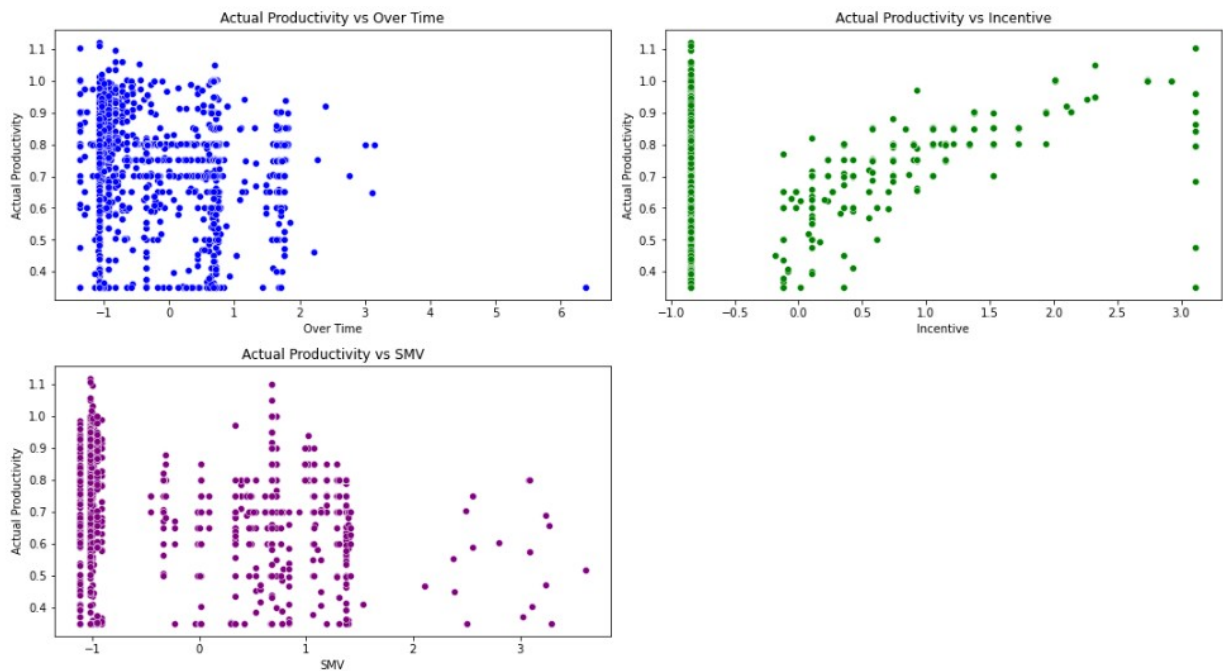 Actual Productivity vs Over Time
Actual Productivity
1.1
1.0
0.9
0.8
0.7
0.6
0.5
0.4
−1 0 1 2 3 4 5 6
Over Time
Actual Productivity vs Incentive
Actual Productivity
1.1
1.0
0.9
0.8
0.7
0.6
0.5
0.4
−1.0 −0.5 0.0 0.5 1.0 1.5 2.0 2.5 3.0
Incentive
Actual Productivity vs SMV
Actual Productivity
1.1
1.0
0.9
0.8
0.7
0.6
0.5
0.4
−1 0 1 2 3
SMV